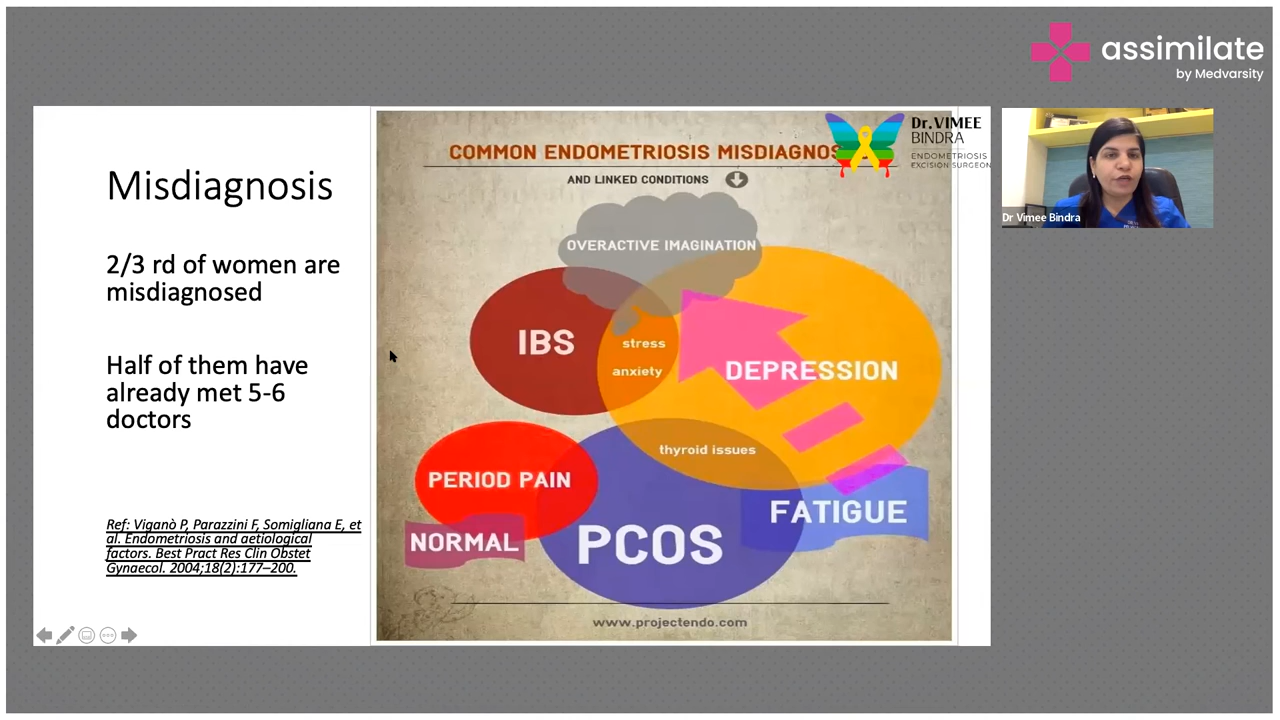 assimilate
by Medvarsity
Misdiagnosis
2/3 rd of women are
misdiagnosed
Half of them have
already met 5-6
doctors
Ref: Viganò P, Parazzini F, Somigliana E, et
al. Endometriosis and aetiological
factors. Best Pract Res Clin Obstet
Gynaecol. 2004;18(2):177–200.
COMMON ENDOMETRIOSIS MISDIAGNOS
AND LINKED CONDITIONS
Dr.VIMEE
BINDRA
ENDOMETRIOSIS
EXCISION SURGEON
OVERACTIVE IMAGINATION
IBS
stress
anxiety
DEPRESSION
thyroid issues
PERIOD PAIN
NORMAL
PCOS
FATIGUE
www.projectendo.com
Dr Vimee Bindra